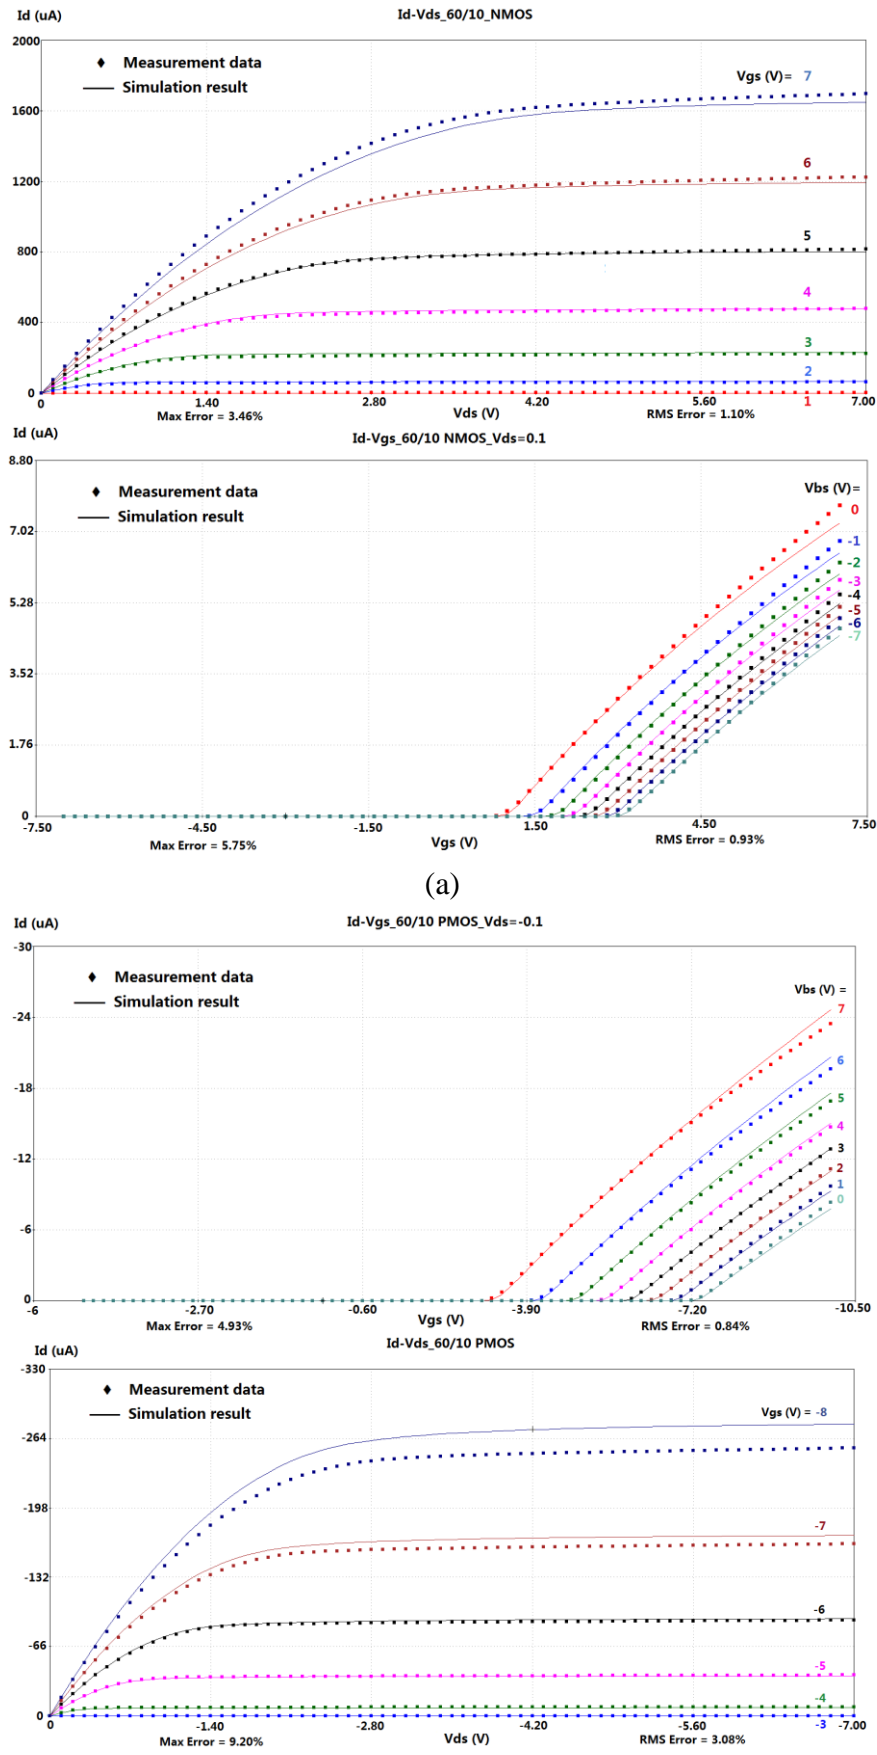 Id (uA)
Id-Vds_60/10_NMOS
2000
Measurement data
Simulation result
Vgs (V)= 7
1600
6
1200
5
800
4
400
3
2
0
1
0
1.40
2.80
4.20
5.60
7.00
Max Error = 3.46%
Vds (V)
RMS Error = 1.10%
Id (uA)
Id-Vgs_60/10 NMOS_Vds=0.1
8.80
Measurement data
Simulation result
Vbs (V)=
0
7.02
-1
-2
-3
5.28
-4
-5
-6
-7
3.52
1.76
0
-7.50
-4.50
-1.50
1.50
4.50
7.50
Max Error = 5.75%
Vgs (V)
RMS Error = 0.93%
(a)
Id (uA)
Id-Vgs_60/10 PMOS_Vds=-0.1
-30
Measurement data
Simulation result
Vbs (V) =
7
-24
6
-18
5
4
3
-12
2
1
0
-6
0
-6
-2.70
-0.60
-3.90
-7.20
-10.50
Max Error = 4.93%
Vgs (V)
RMS Error = 0.84%
Id (uA)
Id-Vds_60/10 PMOS
-330
Measurement data
Simulation result
Vgs (V) = -8
-264
-198
-7
-132
-6
-66
-5
-4
0
-3
0
-1.40
-2.80
-4.20
-5.60
-7.00
Max Error = 9.20%
Vds (V)
RMS Error = 3.08%